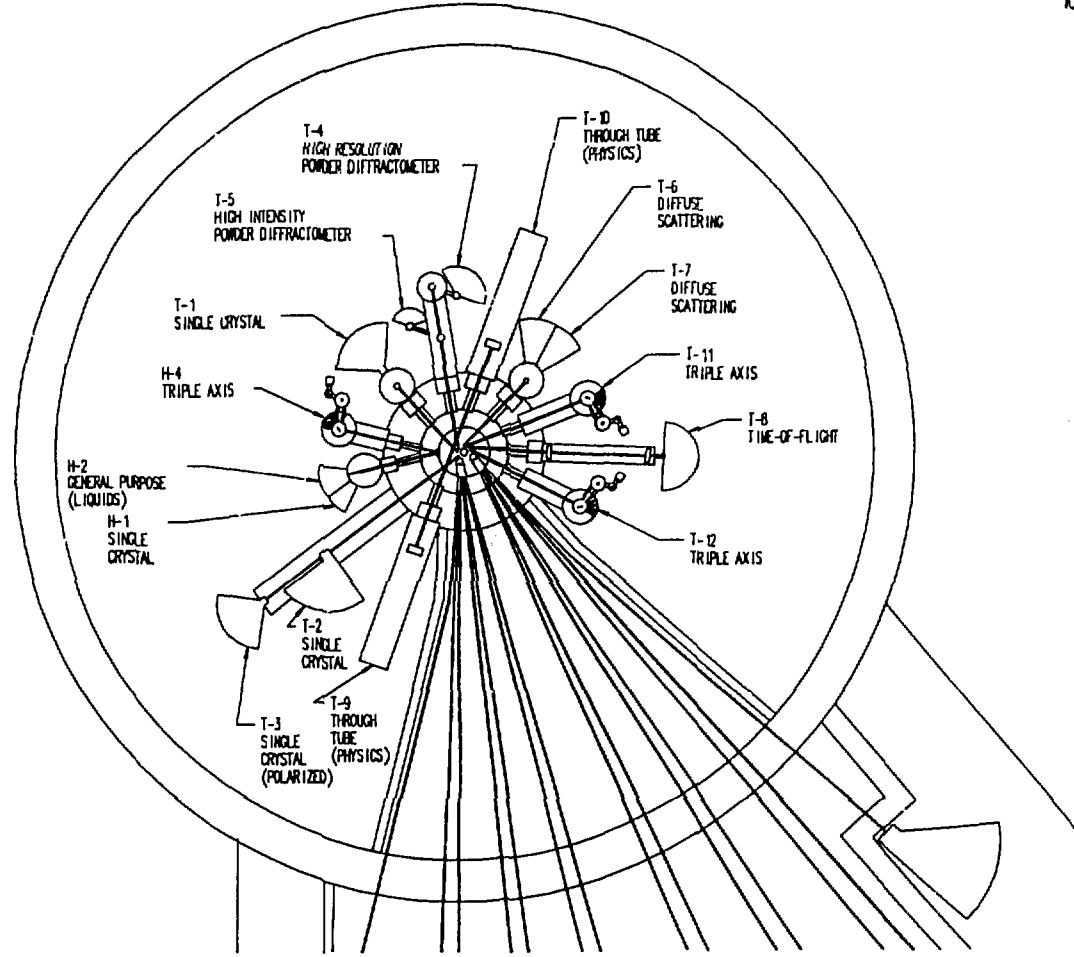 T-10
THROUGH TUBE
(PHYSICS)
T-4
HIGH RESOLUTION
POWDER DIFFRACTOMETER
T-6
DIFFUSE
SCATTERING
T-5
HIGH INTENSITY
POWDER DIFFRACTOMETER
T-7
DIFFUSE
SCATTERING
T-1
SINGLE CRYSTAL
T-11
TRIPLE AXIS
H-4
TRIPLE AXIS
T-8
TIME-OF-FLIGHT
H-2
GENERAL PURPOSE
(LIQUIDS)
H-1
SINGLE
CRYSTAL
T-12
TRIPLE AXIS
T-2
SINGLE
CRYSTAL
T-9
THROUGH
TUBE
(PHYSICS)
T-3
SINGLE
CRYSTAL
(POLARIZED)